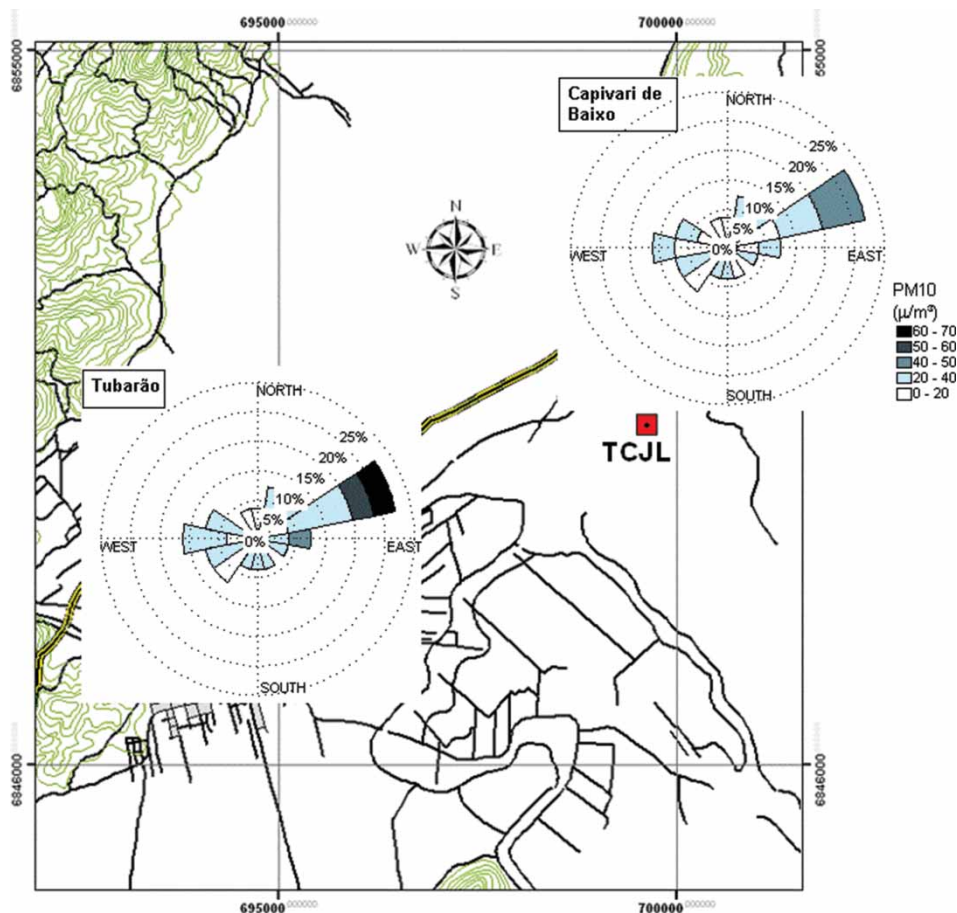 695000
700000
6855000
55000
Capivari de
Baixo
NORTH
25%
20%
15%
10%
5%
0%
WEST
EAST
SOUTH
N
W E
S
PM10
(µ/m³)
60 - 70
50 - 60
40 - 50
20 - 40
0 - 20
Tubarão
NORTH
25%
20%
15%
10%
5%
0%
WEST
EAST
SOUTH
TCJL
6846000
6846000
695000
700000